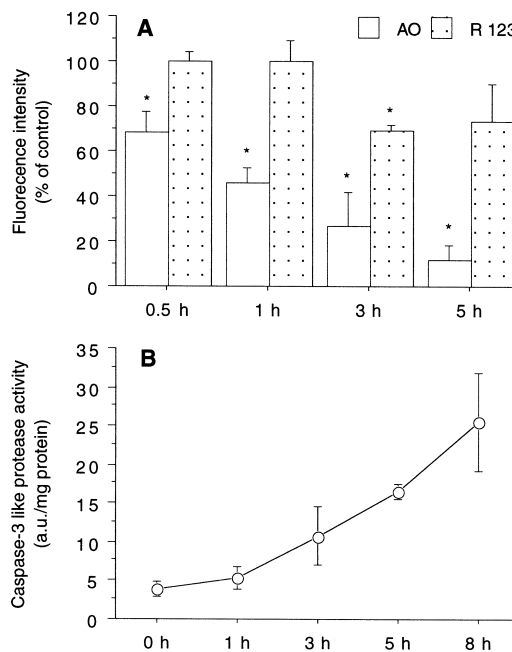 A
AO R 123
Fluorecence intensity
(% of control)
120
100
80
60
40
20
0
* * * * *
0.5 h 1 h 3 h 5 h
B
Caspase-3 like protease activity
(a.u./mg protein)
35
30
25
20
15
10
5
0
0 h 1 h 3 h 5 h 8 h